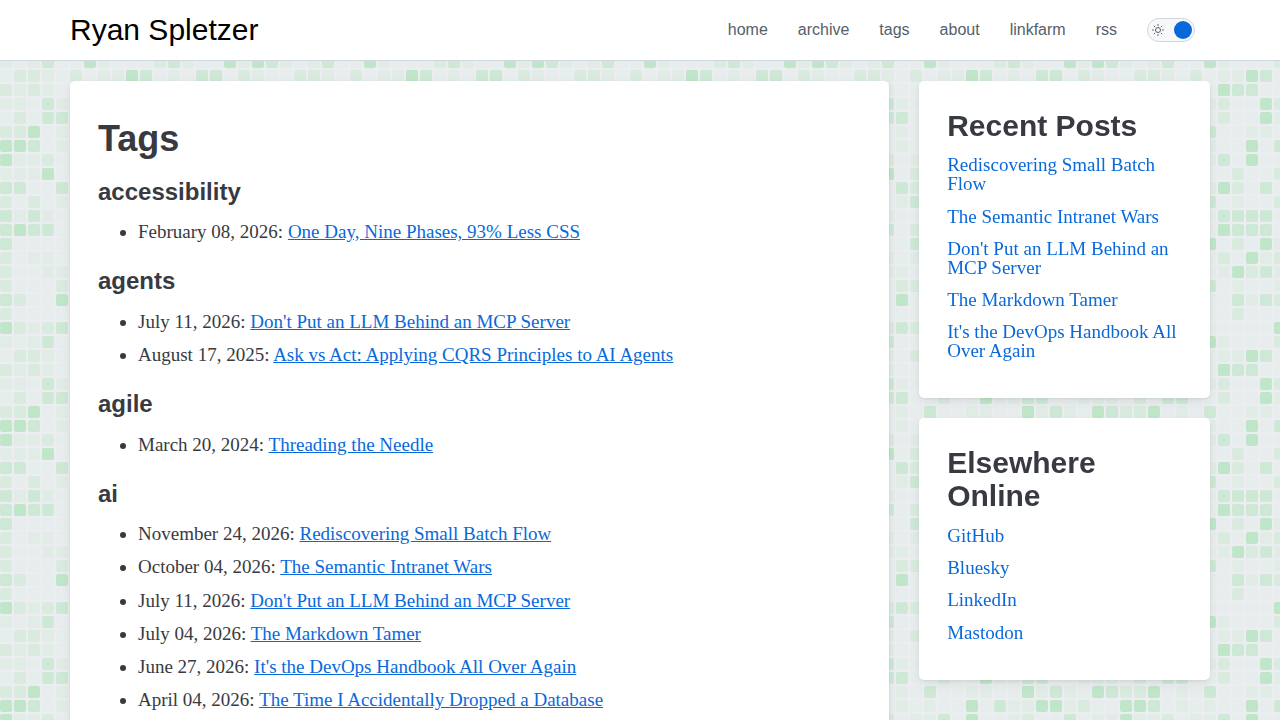 Ryan Spletzer
home archive tags about linkfarm rss
Tags
accessibility
February 08, 2026: One Day, Nine Phases, 93% Less CSS
agents
July 11, 2026: Don't Put an LLM Behind an MCP Server
August 17, 2025: Ask vs Act: Applying CQRS Principles to AI Agents
agile
March 20, 2024: Threading the Needle
ai
November 24, 2026: Rediscovering Small Batch Flow
October 04, 2026: The Semantic Intranet Wars
July 11, 2026: Don't Put an LLM Behind an MCP Server
July 04, 2026: The Markdown Tamer
June 27, 2026: It's the DevOps Handbook All Over Again
April 04, 2026: The Time I Accidentally Dropped a Database
Recent Posts
Rediscovering Small Batch
Flow
The Semantic Intranet Wars
Don't Put an LLM Behind an
MCP Server
The Markdown Tamer
It's the DevOps Handbook All
Over Again
Elsewhere
Online
GitHub
Bluesky
LinkedIn
Mastodon